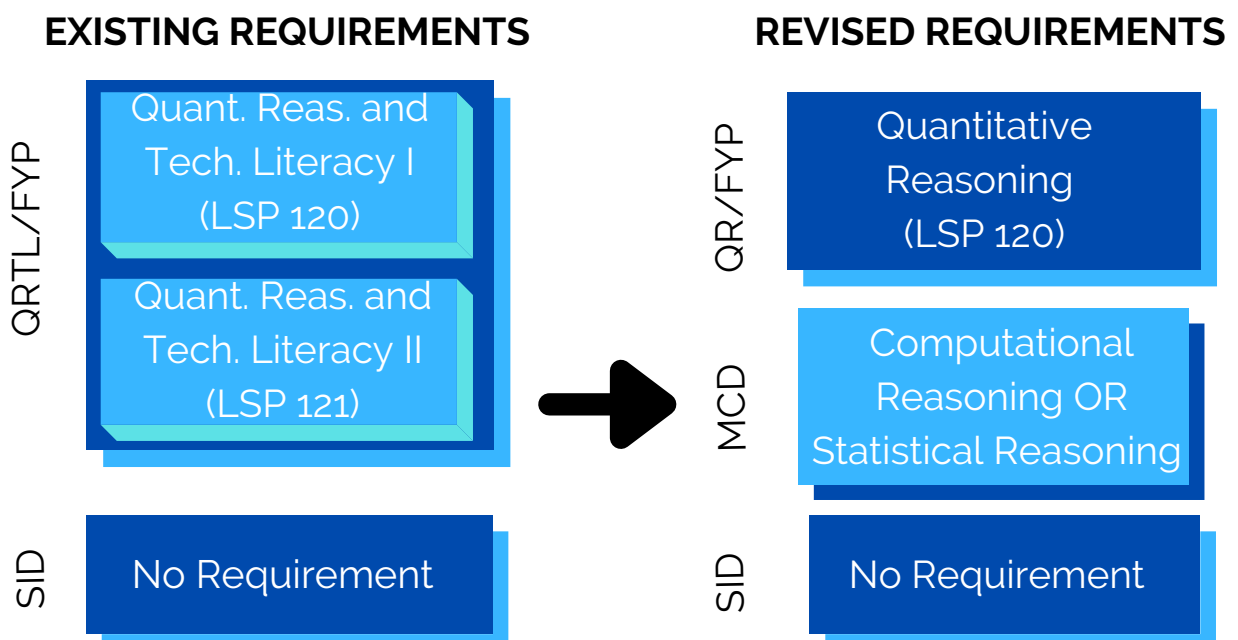 EXISTING REQUIREMENTS
QRTL/FYP
Quant. Reas. and
Tech. Literacy I
(LSP 120)
Quant. Reas. and
Tech. Literacy II
(LSP 121)
SID
No Requirement
REVISED REQUIREMENTS
QR/FYP
Quantitative
Reasoning
(LSP 120)
MCD
Computational
Reasoning OR
Statistical Reasoning
SID
No Requirement